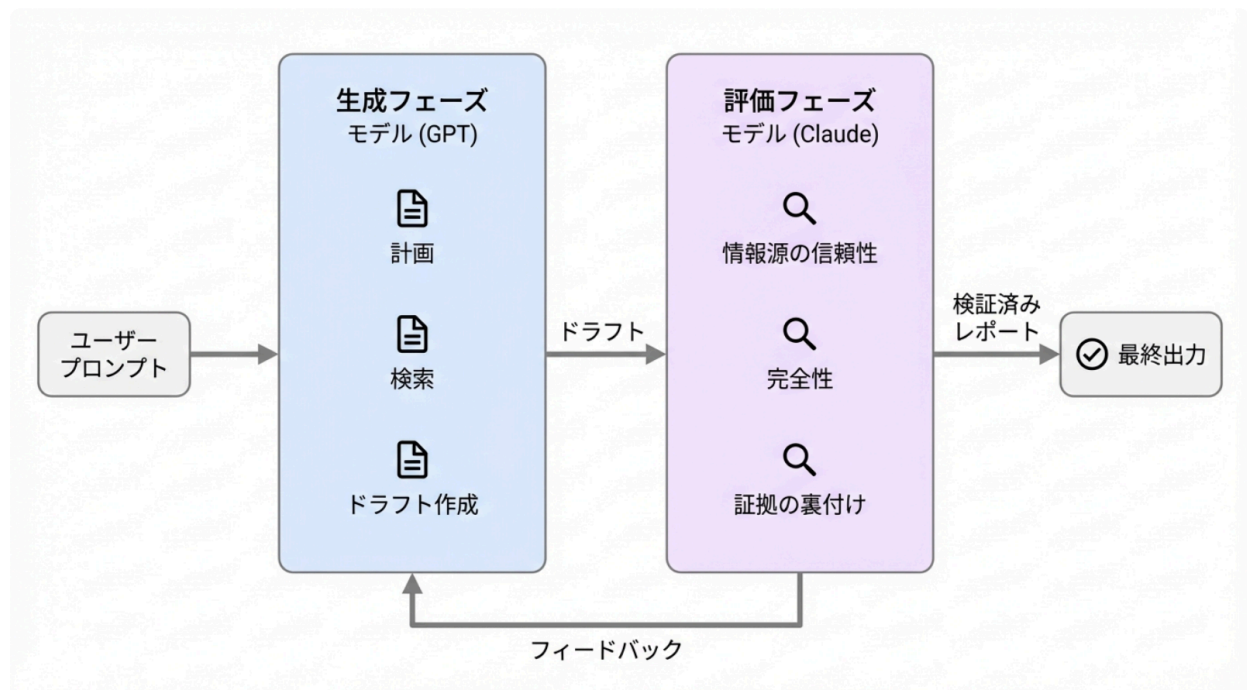 生成フェーズ
モデル (GPT)
計画
検索
ドラフト作成
ユーザー
プロンプト
ドラフト
評価フェーズ
モデル (Claude)
情報源の信頼性
完全性
証拠の裏付け
検証済み
レポート
最終出力
フィードバック